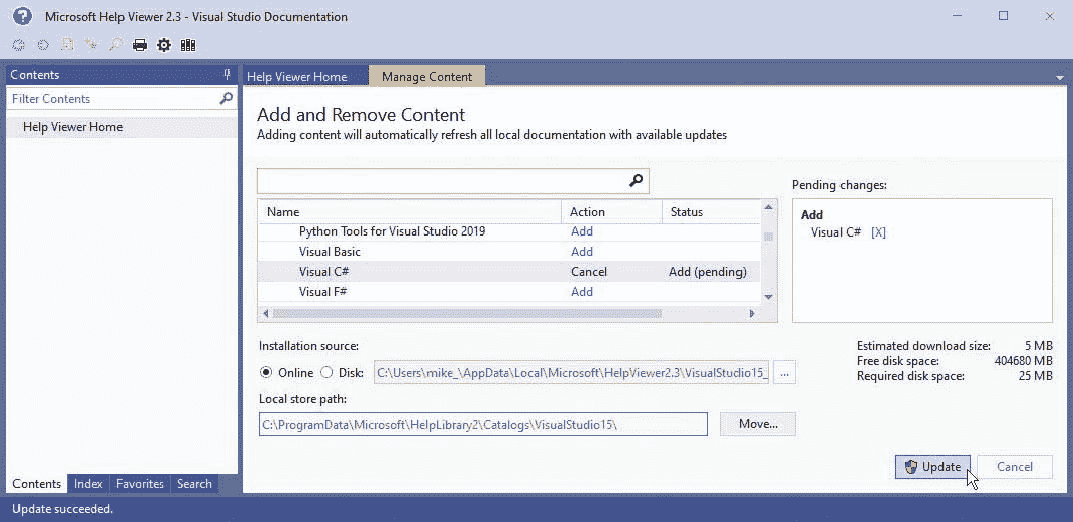 Microsoft Help Viewer 2.3 - Visual Studio Documentation
Contents
Help Viewer Home
Manage Content
Filter Contents
Help Viewer Home
Add and Remove Content
Adding content will automatically refresh all local documentation with available updates
Pending changes:
Name Action Status
Add
Python Tools for Visual Studio 2019 Add
Visual C# [X]
Visual Basic Add
Visual C# Cancel Add (pending)
Visual F# Add
Installation source:
Estimated download size: 5 MB
Free disk space: 404680 MB
Required disk space: 25 MB
Online Disk: C:\Users\mike_\AppData\Local\Microsoft\HelpViewer2.3\VisualStudio15_ ...
Local store path:
C:\ProgramData\Microsoft\HelpLibrary2\Catalogs\VisualStudio15\ Move...
Update Cancel
Contents Index Favorites Search
Update succeeded.